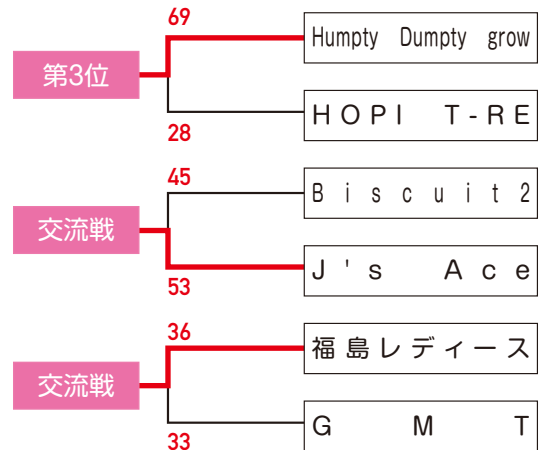 69
Humpty Dumpty grow
第3位
HOPI T-RE
28
45
Biscuit2
交流戦
J's Ace
53
36
福島レディース
交流戦
GMT
33